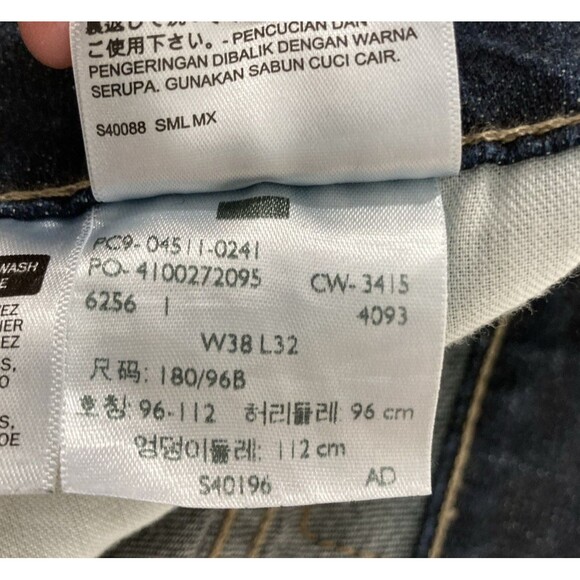 ご使用下さい。- PENCUCIAN DAN
PENGERINGAN DIBALIK DENGAN WARNA
SERUPA. GUNAKAN SABUN CUCI CAIR.
S40088 SML MX
PC9- 04511-0241
PO- 4100272095 CW- 3415
6256 1 4093
W38 L32
尺码: 180/96B
호칭 96-112 허리둘레: 96 cm
엉덩이둘레: 112 cm
S40196 AD
WASH